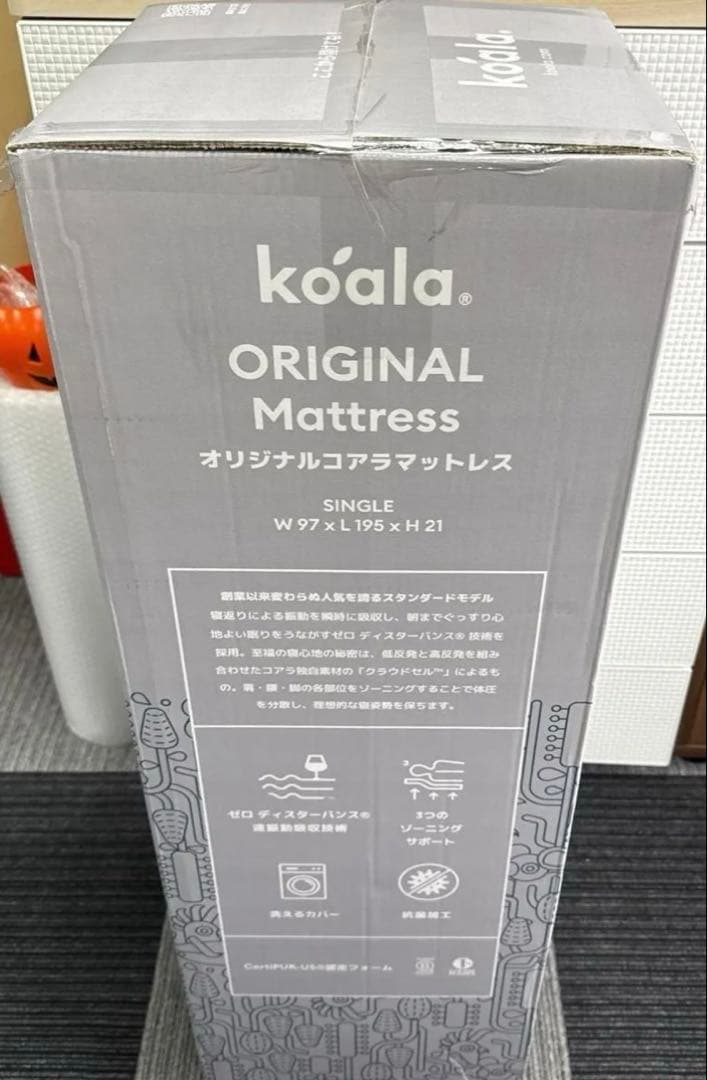 koala.
koala.com
koala®
ORIGINAL
Mattress
オリジナルコアラマットレス
SINGLE
W 97 x L 195 x H 21
創業以来変わらぬ人気を誇るスタンダードモデル
寝返りによる振動を瞬時に吸収し、朝までぐっすり心
地よい眠りをうながすゼロ ディスターバンス® 技術を
採用。至福の寝心地の秘密は、低反発と高反発を組み
合わせたコアラ独自素材の「クラウドセル™」によるも
の。肩・腰・脚の各部位をゾーニングすることで体圧
を分散し、理想的な寝姿勢を保ちます。
ゼロ ディスターバンス®
速振動吸収技術
3つの
ゾーニング
サポート
洗えるカバー
抗菌加工
CertiPUR-US®認定フォーム